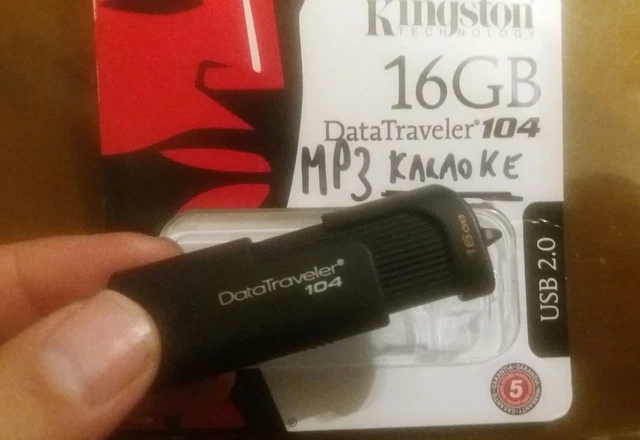 Kingston
TECHNOLOGY
16GB
DataTraveler® 104
MP3 KARAOKE
16GB
DataTraveler®
104
USB 2.0
5